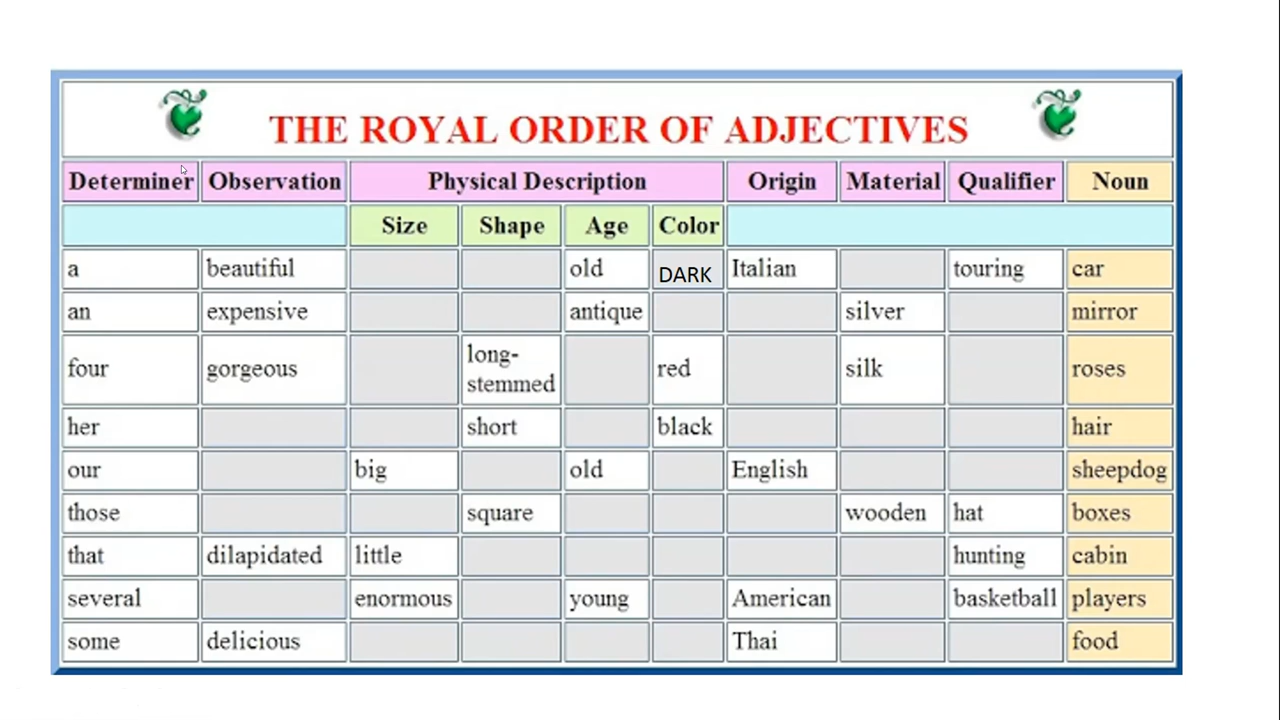 THE ROYAL ORDER OF ADJECTIVES
Determiner Observation Physical Description Origin Material Qualifier Noun
Size Shape Age Color
a beautiful old DARK Italian touring car
an expensive antique silver mirror
four gorgeous long-
stemmed red silk roses
her short black hair
our big old English sheepdog
those square wooden hat boxes
that dilapidated little hunting cabin
several enormous young American basketball players
some delicious Thai food